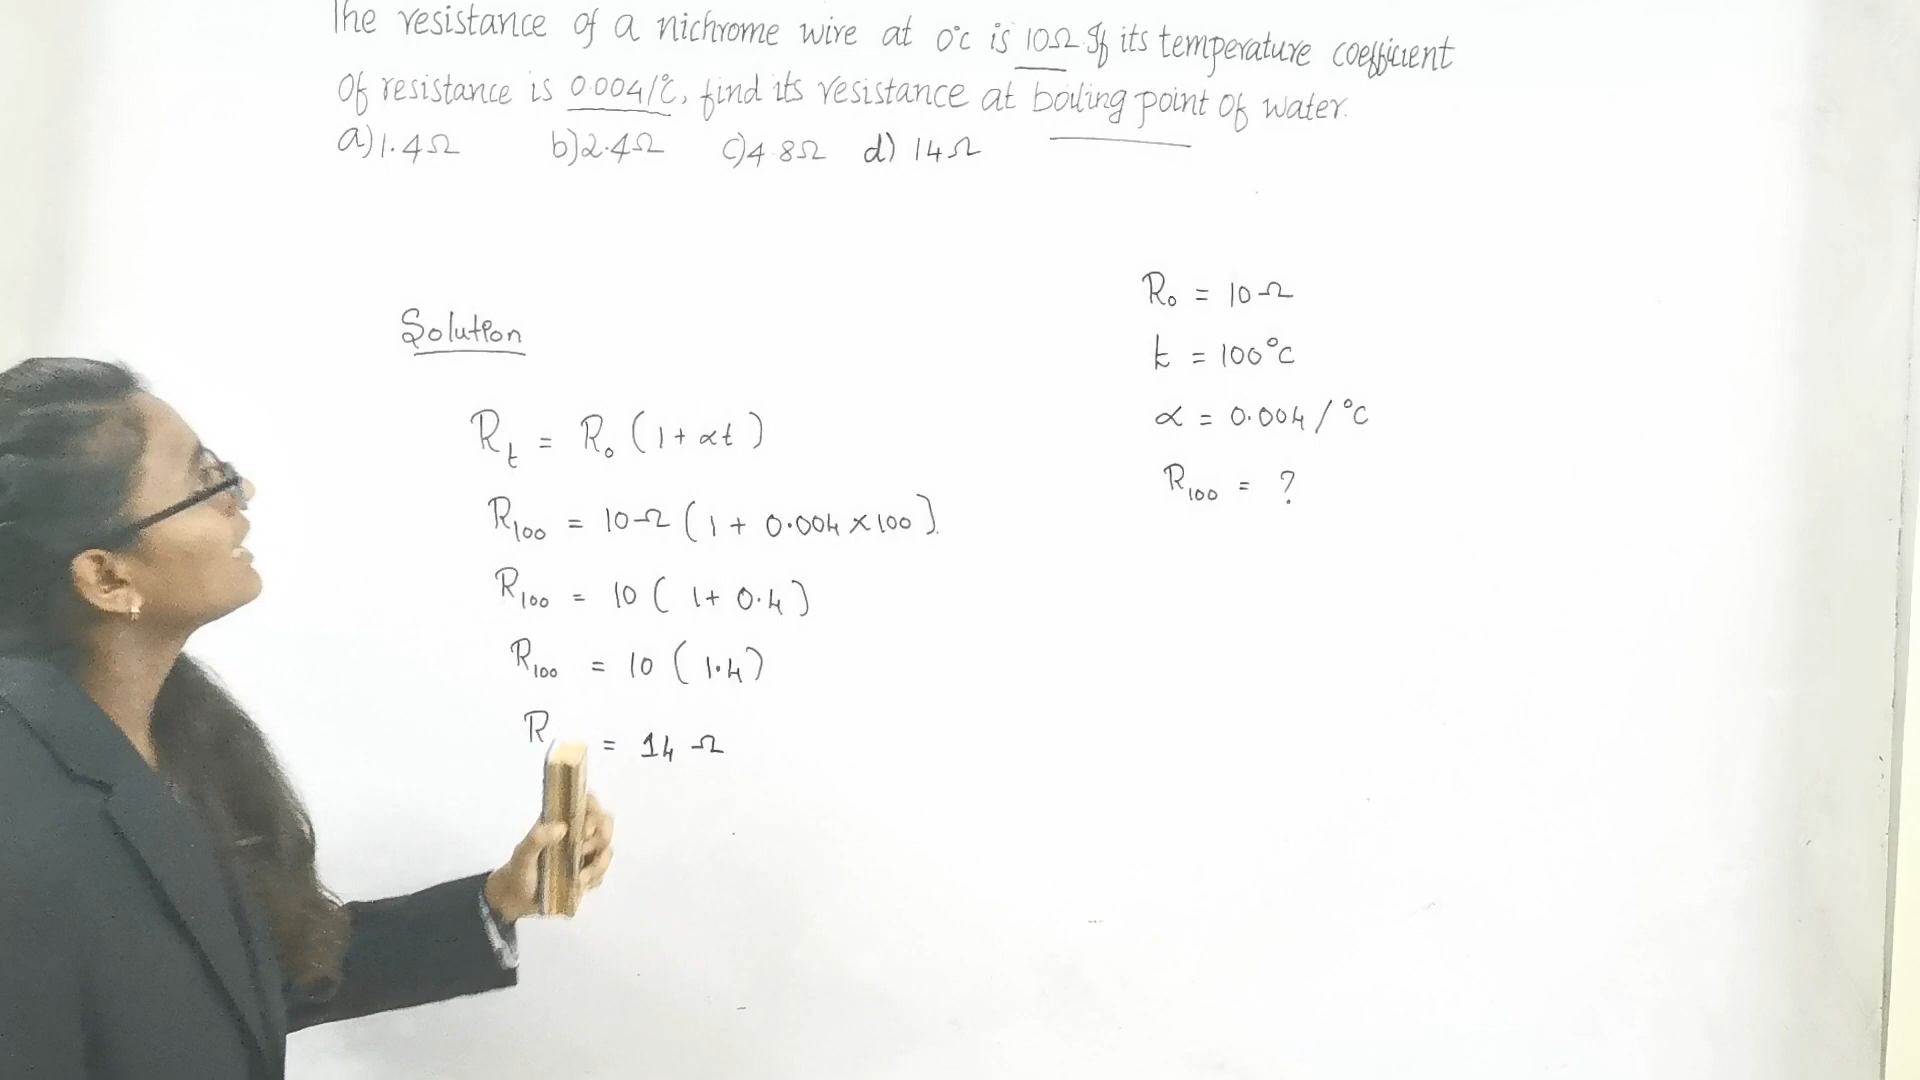 The resistance of a nichrome wire at 0°c is 10Ω. If its temperature coefficient
Of resistance is 0.004/°c, find its resistance at boiling point of water.
a) 1.4Ω b) 2.4Ω c) 4.8Ω d) 14Ω
Solution
R₀ = 10Ω
t = 100°C
α = 0.004/°C
R₁₀₀ = ?
Rₜ = R₀ (1 + αt)
R₁₀₀ = 10Ω (1 + 0.004 × 100).
R₁₀₀ = 10 (1 + 0.4)
R₁₀₀ = 10 (1.4)
R = 14 Ω